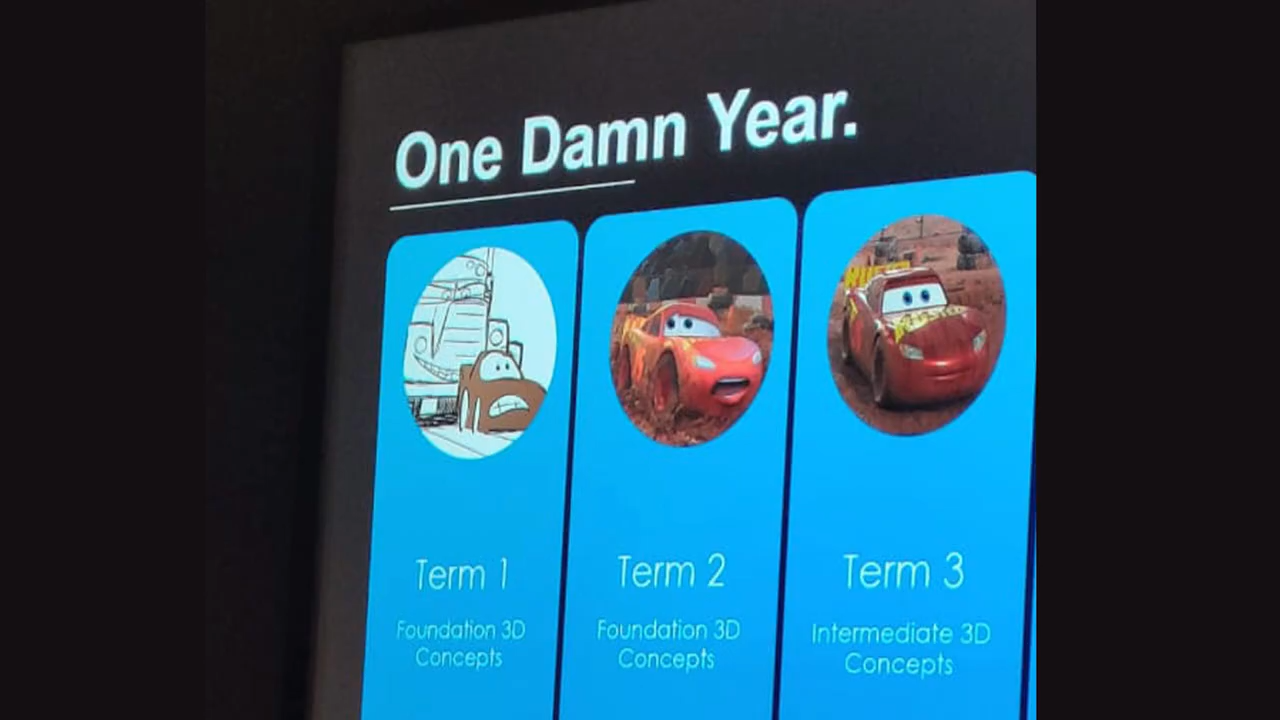 One Damn Year.
Term 1
Foundation 3D
Concepts
Term 2
Foundation 3D
Concepts
Term 3
Intermediate 3D
Concepts